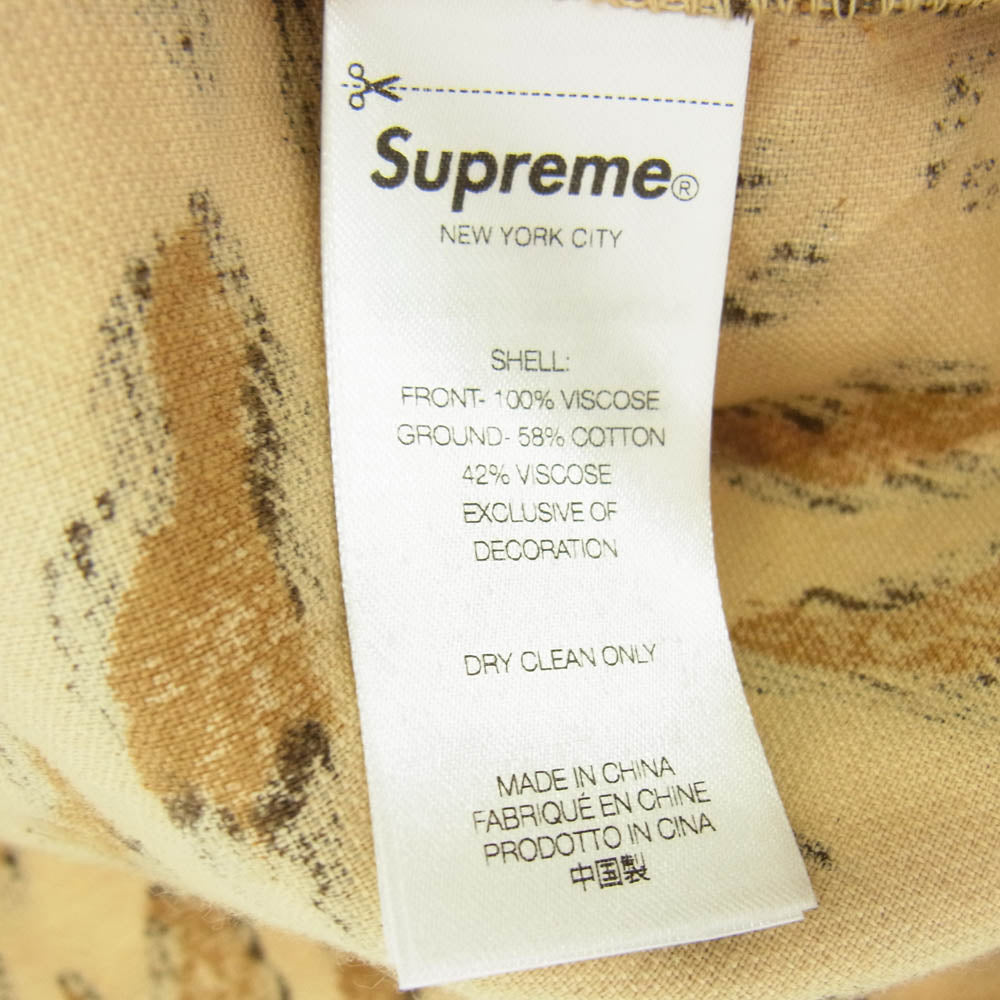 Supreme®
NEW YORK CITY
SHELL:
FRONT- 100% VISCOSE
GROUND- 58% COTTON
42% VISCOSE
EXCLUSIVE OF
DECORATION
DRY CLEAN ONLY
MADE IN CHINA
FABRIQUÉ EN CHINE
PRODOTTO IN CINA
中国製